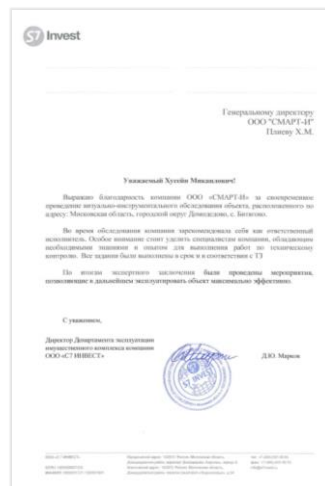 S7 Invest
Генеральному директору
ООО "СМАРТ-И"
Плиеву Х.М.
Уважаемый Хусейн Микаилович!
Выражаю благодарность компании ООО «СМАРТ-И» за своевременное
проведение визуально-инструментального обследования объекта, расположенного по
адресу: Московская область, городской округ Домодедово, с. Битягово.
Во время обследования компания зарекомендовала себя как ответственный
исполнитель. Особое внимание стоит уделить специалистам компании, обладающим
необходимыми знаниями и опытом для выполнения работ по техническому
контролю. Все задания были выполнены в срок и в соответствии с ТЗ
По итогам экспертного заключения были проведены мероприятия,
позволяющие в дальнейшем эксплуатировать объект максимально эффективно.
С уважением,
Директор Департамента эксплуатации
имущественного комплекса компании
ООО «С7 ИНВЕСТ»
Д.Ю. Марков